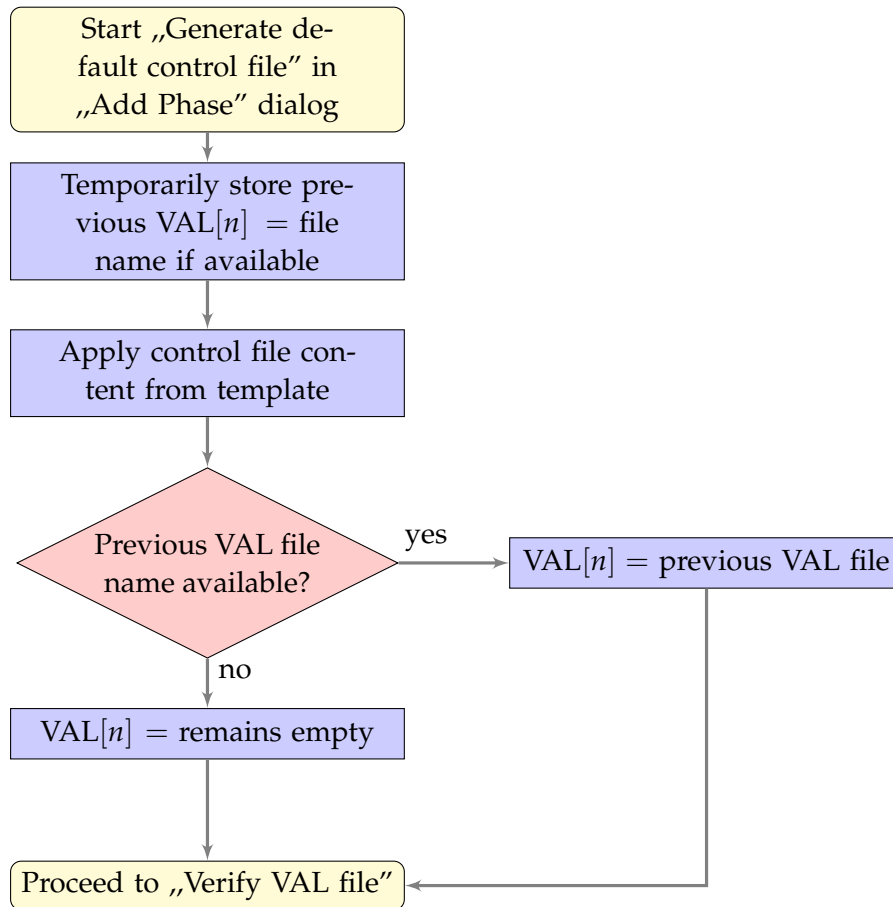 Start „Generate de-
fault control file” in
„Add Phase” dialog
Temporarily store pre-
vious VAL[n] = file
name if available
Apply control file con-
tent from template
Previous VAL file
name available?
yes
VAL[n] = previous VAL file
no
VAL[n] = remains empty
Proceed to „Verify VAL file”